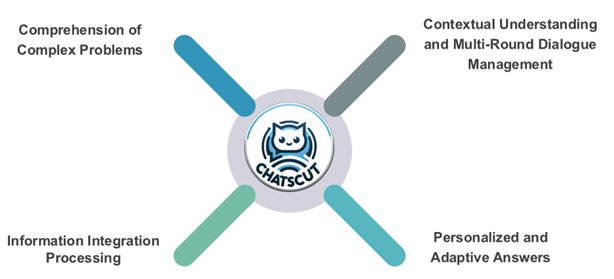 Comprehension of
Complex Problems
Contextual Understanding
and Multi-Round Dialogue
Management
CHATSCUT
Information Integration
Processing
Personalized and
Adaptive Answers